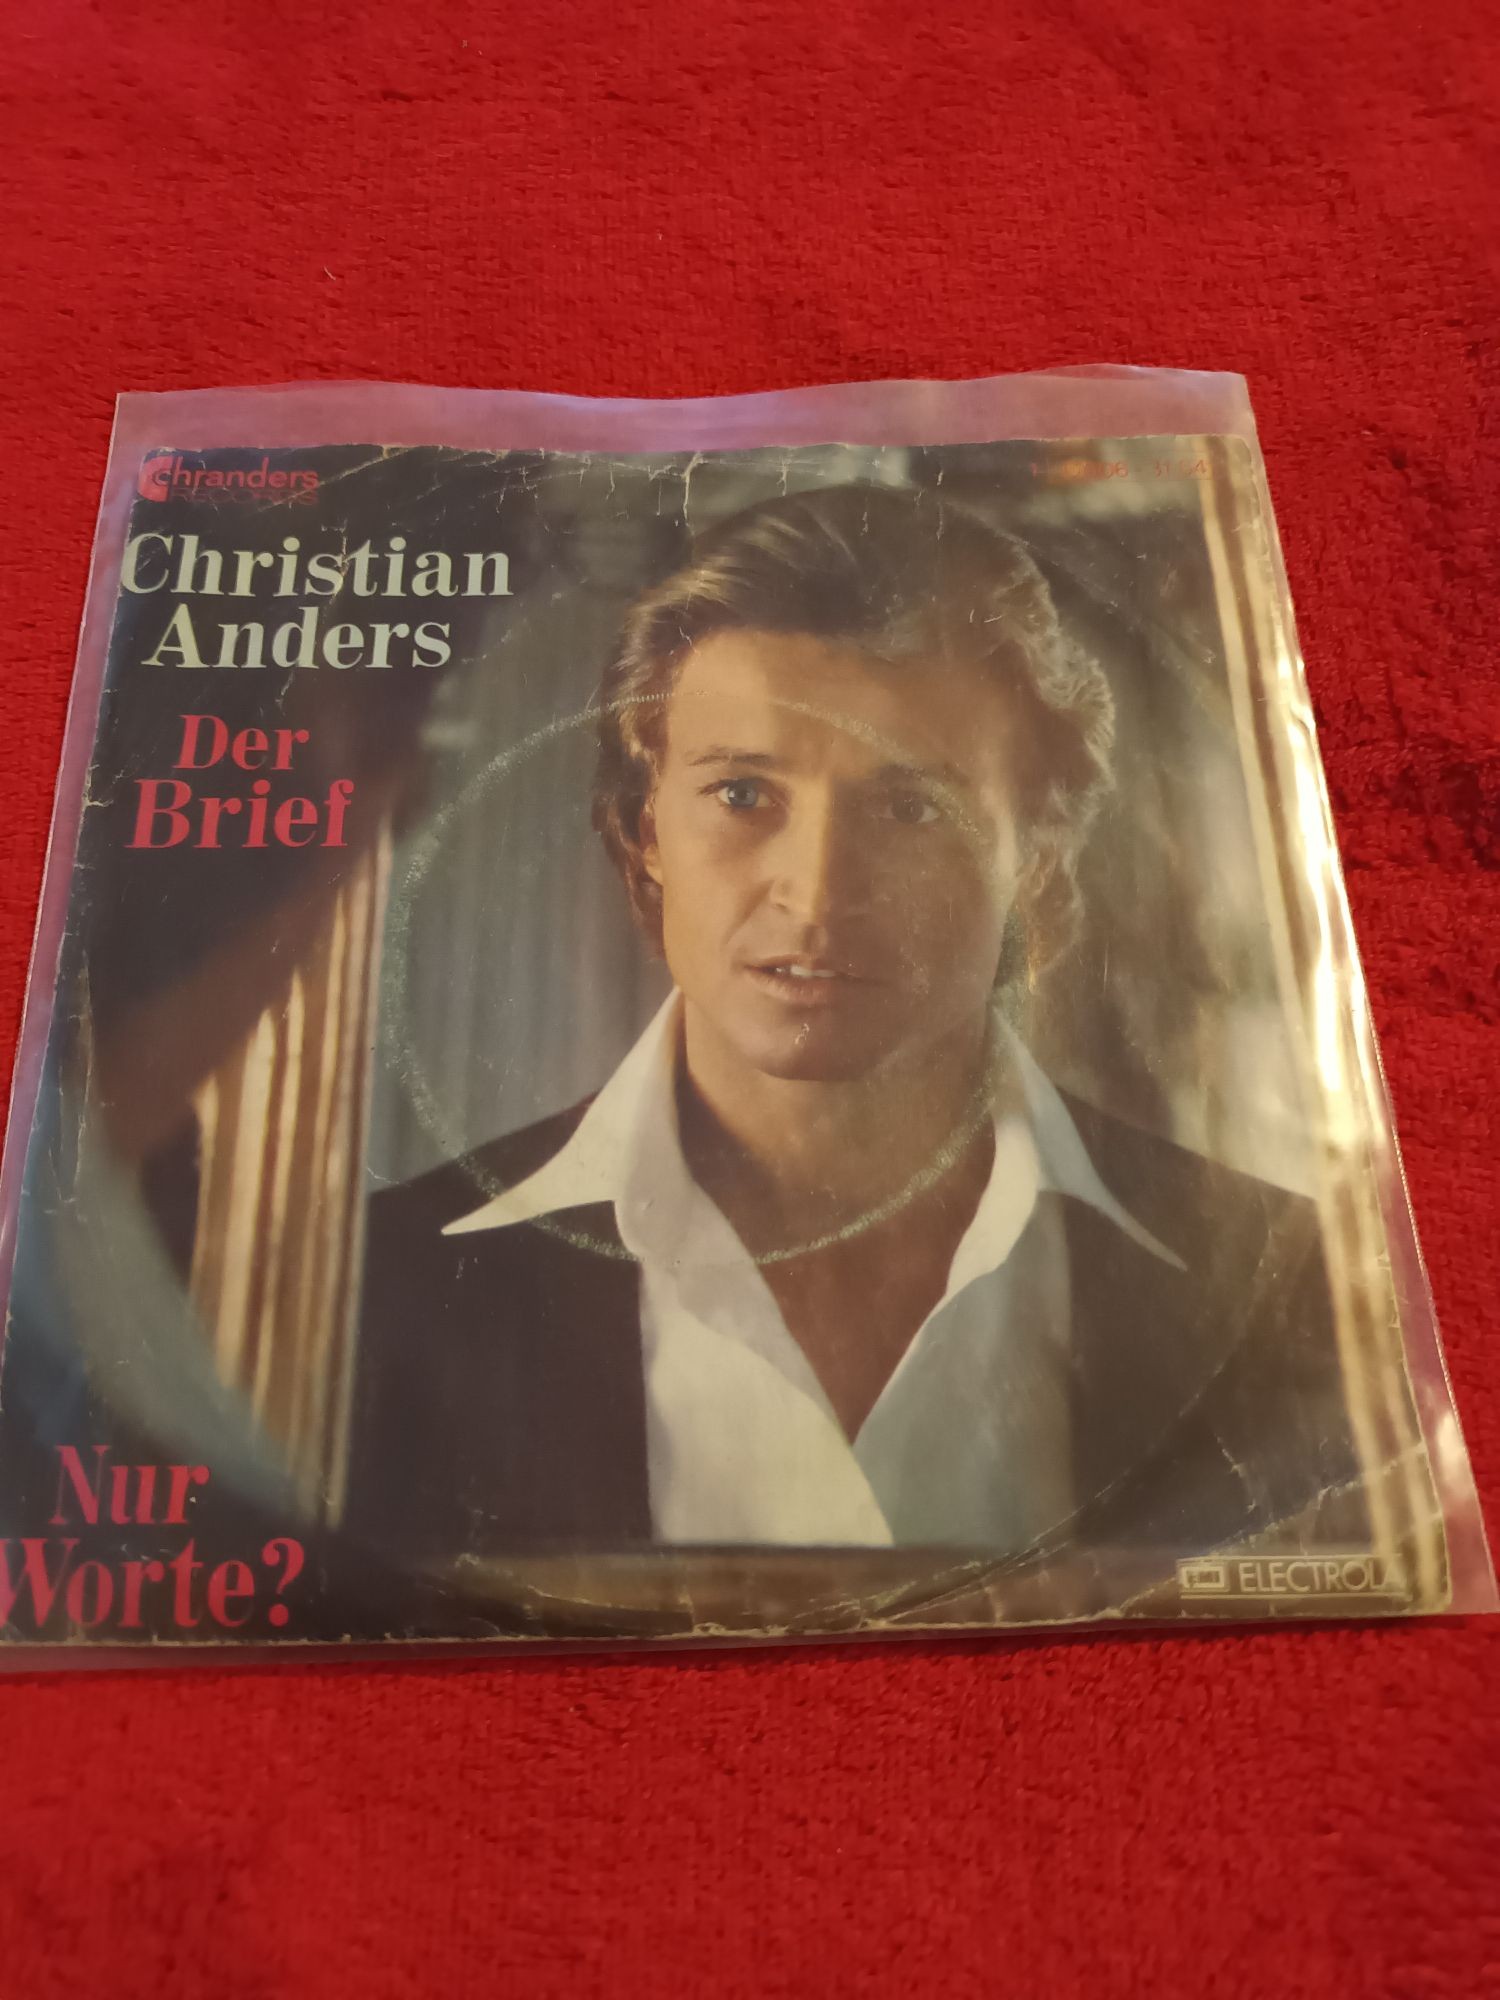 chranders
RECORDS
Christian
Anders
Der
Brief
Nur
Worte?
ELECTROLA